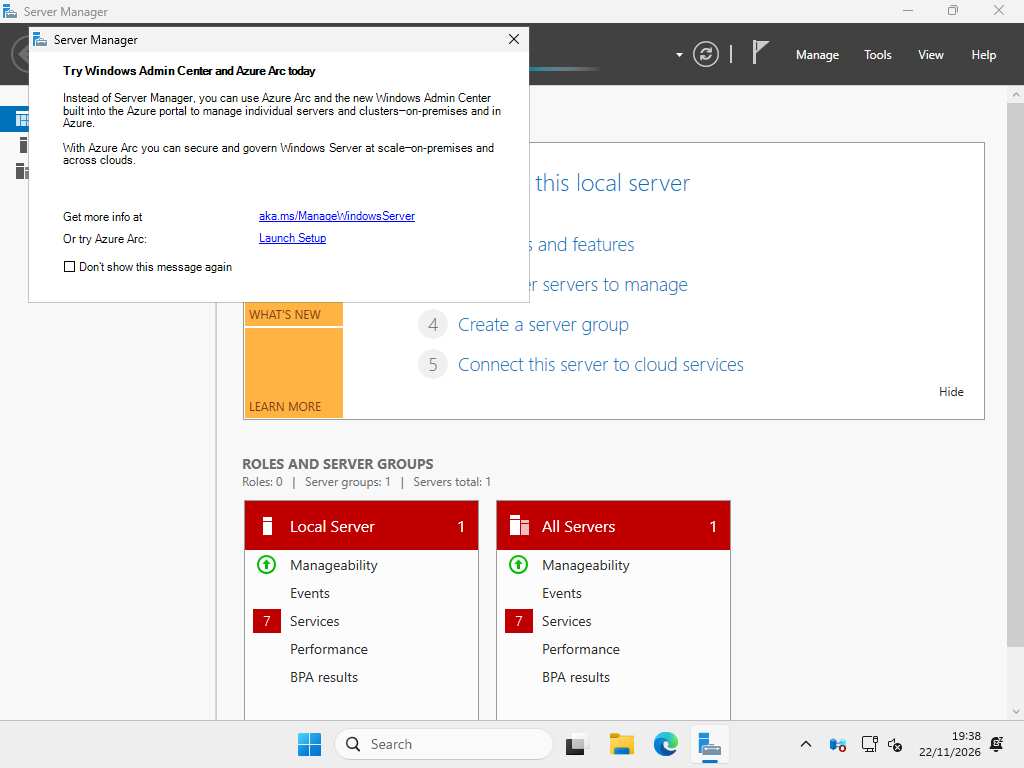 Server Manager
Server Manager
Manage Tools View Help
Try Windows Admin Center and Azure Arc today
Instead of Server Manager, you can use Azure Arc and the new Windows Admin Center
built into the Azure portal to manage individual servers and clusters–on-premises and in
Azure.
With Azure Arc you can secure and govern Windows Server at scale–on-premises and
across clouds.
Get more info at aka.ms/ManageWindowsServer
Or try Azure Arc: Launch Setup
Don't show this message again
this local server
and features
servers to manage
WHAT'S NEW
4 Create a server group
5 Connect this server to cloud services
Hide
LEARN MORE
ROLES AND SERVER GROUPS
Roles: 0 | Server groups: 1 | Servers total: 1
Local Server 1
Manageability
Events
7 Services
Performance
BPA results
All Servers 1
Manageability
Events
7 Services
Performance
BPA results
Search
19:38
22/11/2026